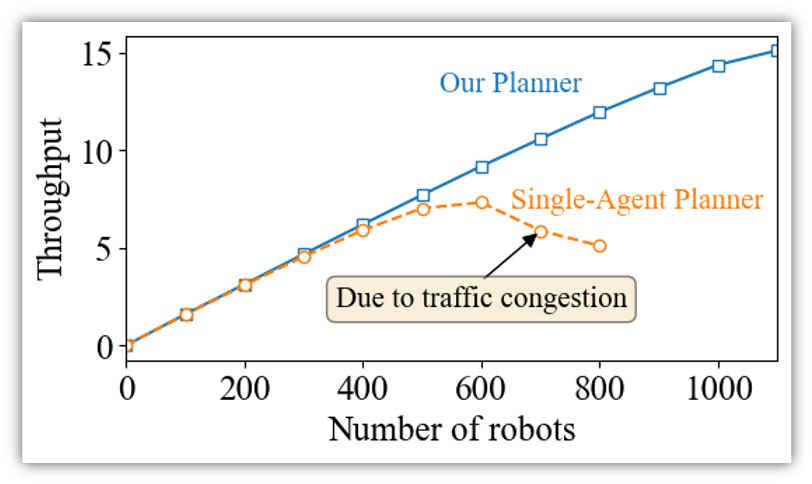 15
10
5
0
Throughput
Our Planner
Single-Agent Planner
Due to traffic congestion
0 200 400 600 800 1000
Number of robots